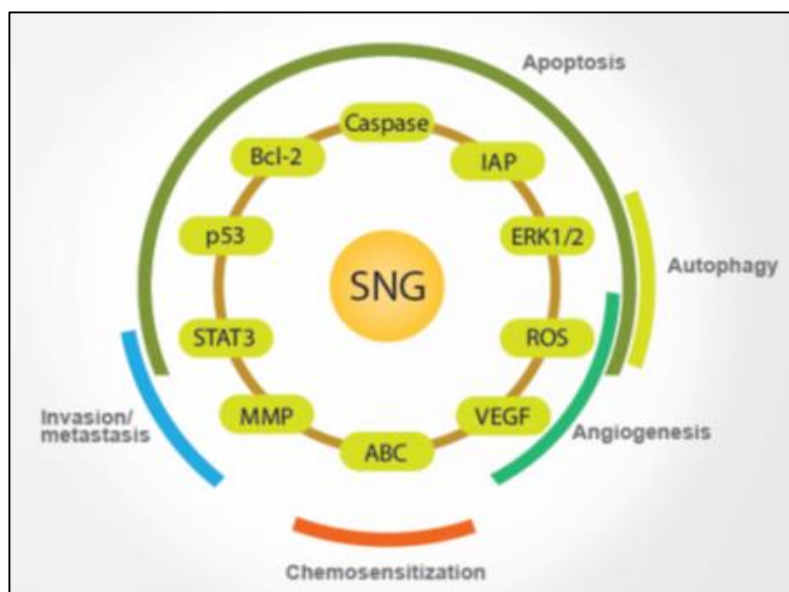 Apoptosis
Caspase
Bcl-2
IAP
p53
ERK1/2
SNG
Autophagy
STAT3
ROS
Invasion/
metastasis
MMP
VEGF
Angiogenesis
ABC
Chemosensitization